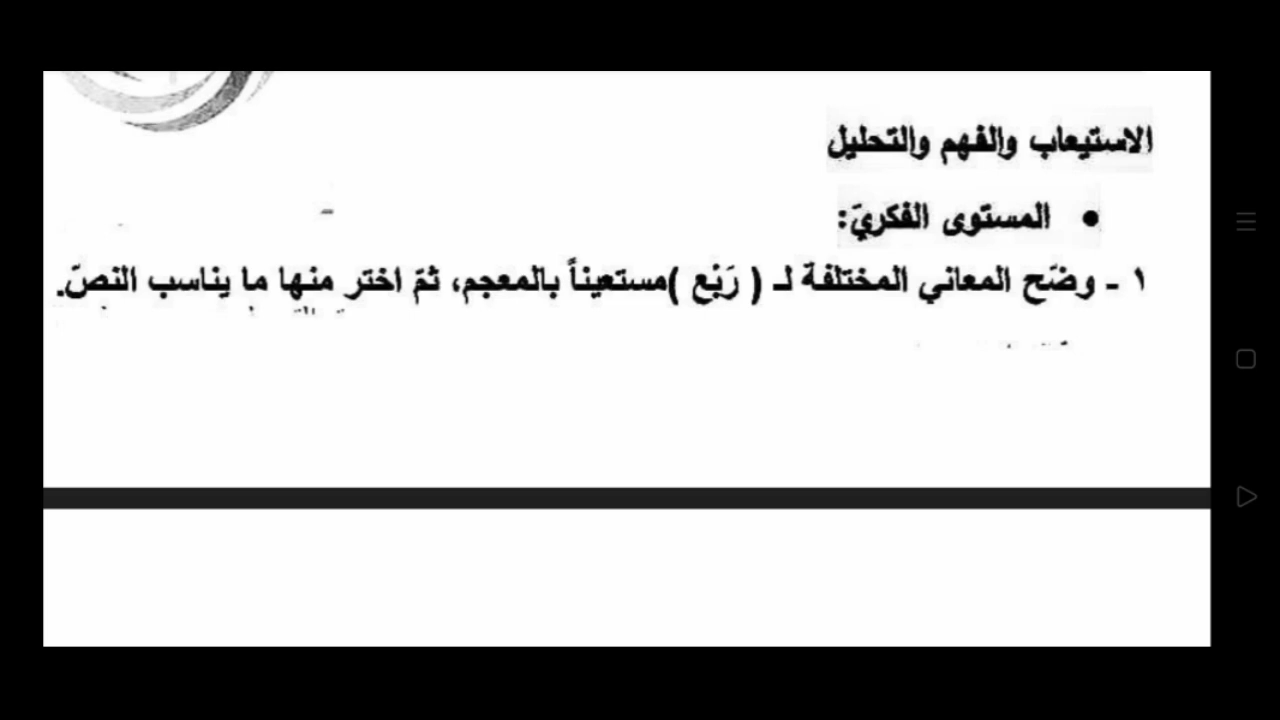 الاستيعاب والفهم والتحليل
• المستوى الفكريّ:
١ - وضّح المعاني المختلفة لـ ( رَبْع )مستعيناً بالمعجم، ثمّ اختر منها ما يناسب النصّ.